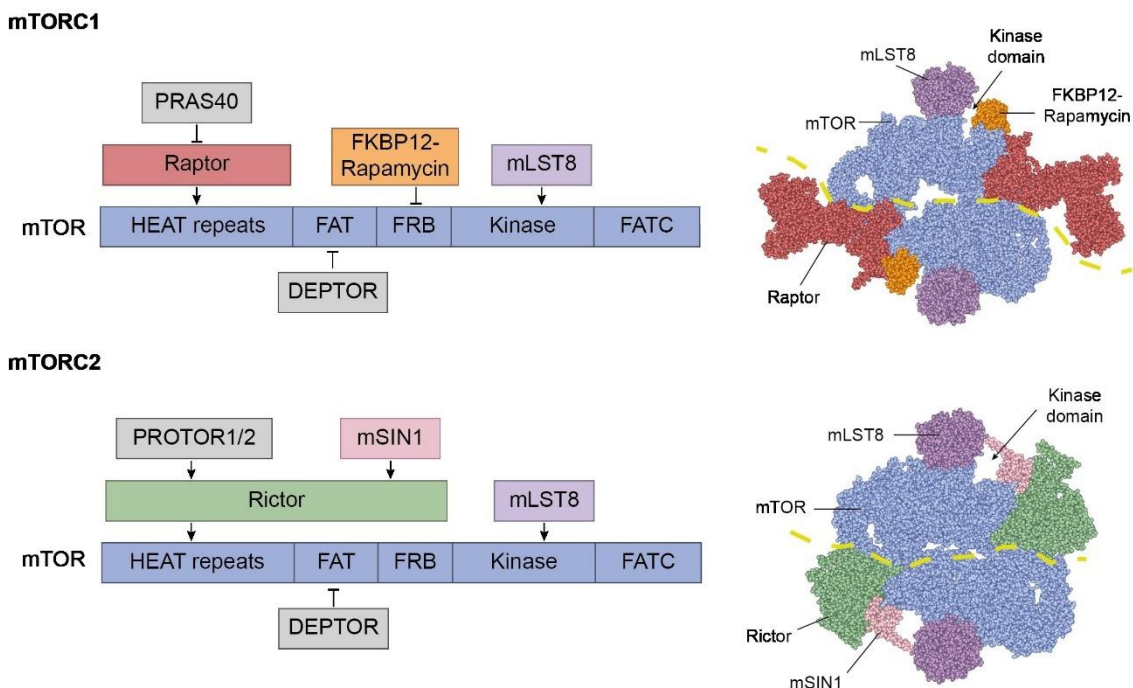 mTORC1
PRAS40
Raptor
FKBP12-
Rapamycin
mLST8
mTOR
HEAT repeats
FAT
FRB
Kinase
FATC
DEPTOR
mLST8
Kinase
domain
FKBP12-
Rapamycin
mTOR
Raptor
mTORC2
PROTOR1/2
mSIN1
Rictor
mLST8
mTOR
HEAT repeats
FAT
FRB
Kinase
FATC
DEPTOR
Kinase
domain
mLST8
mTOR
Rictor
mSIN1